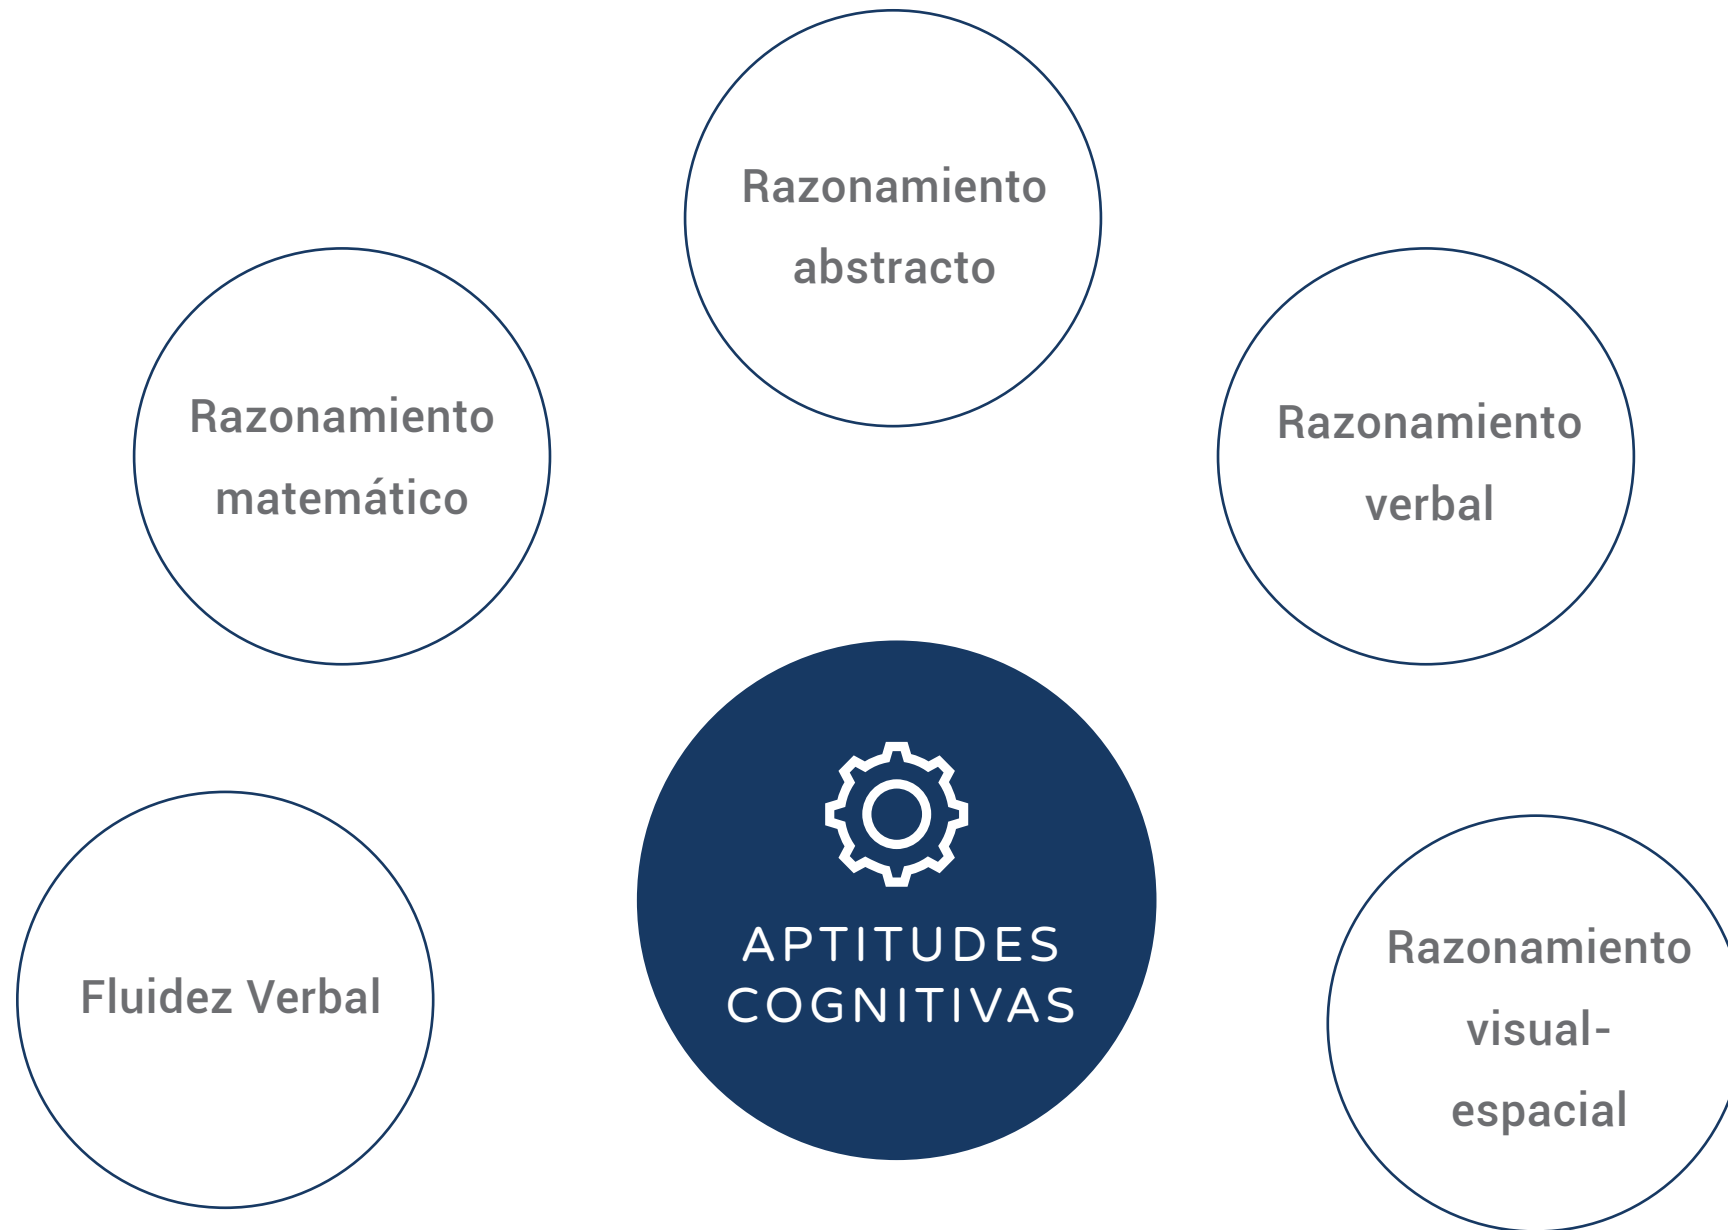 Razonamiento
abstracto
Razonamiento
matemático
Razonamiento
verbal
Fluidez Verbal
APTITUDES
COGNITIVAS
Razonamiento
visual-
espacial